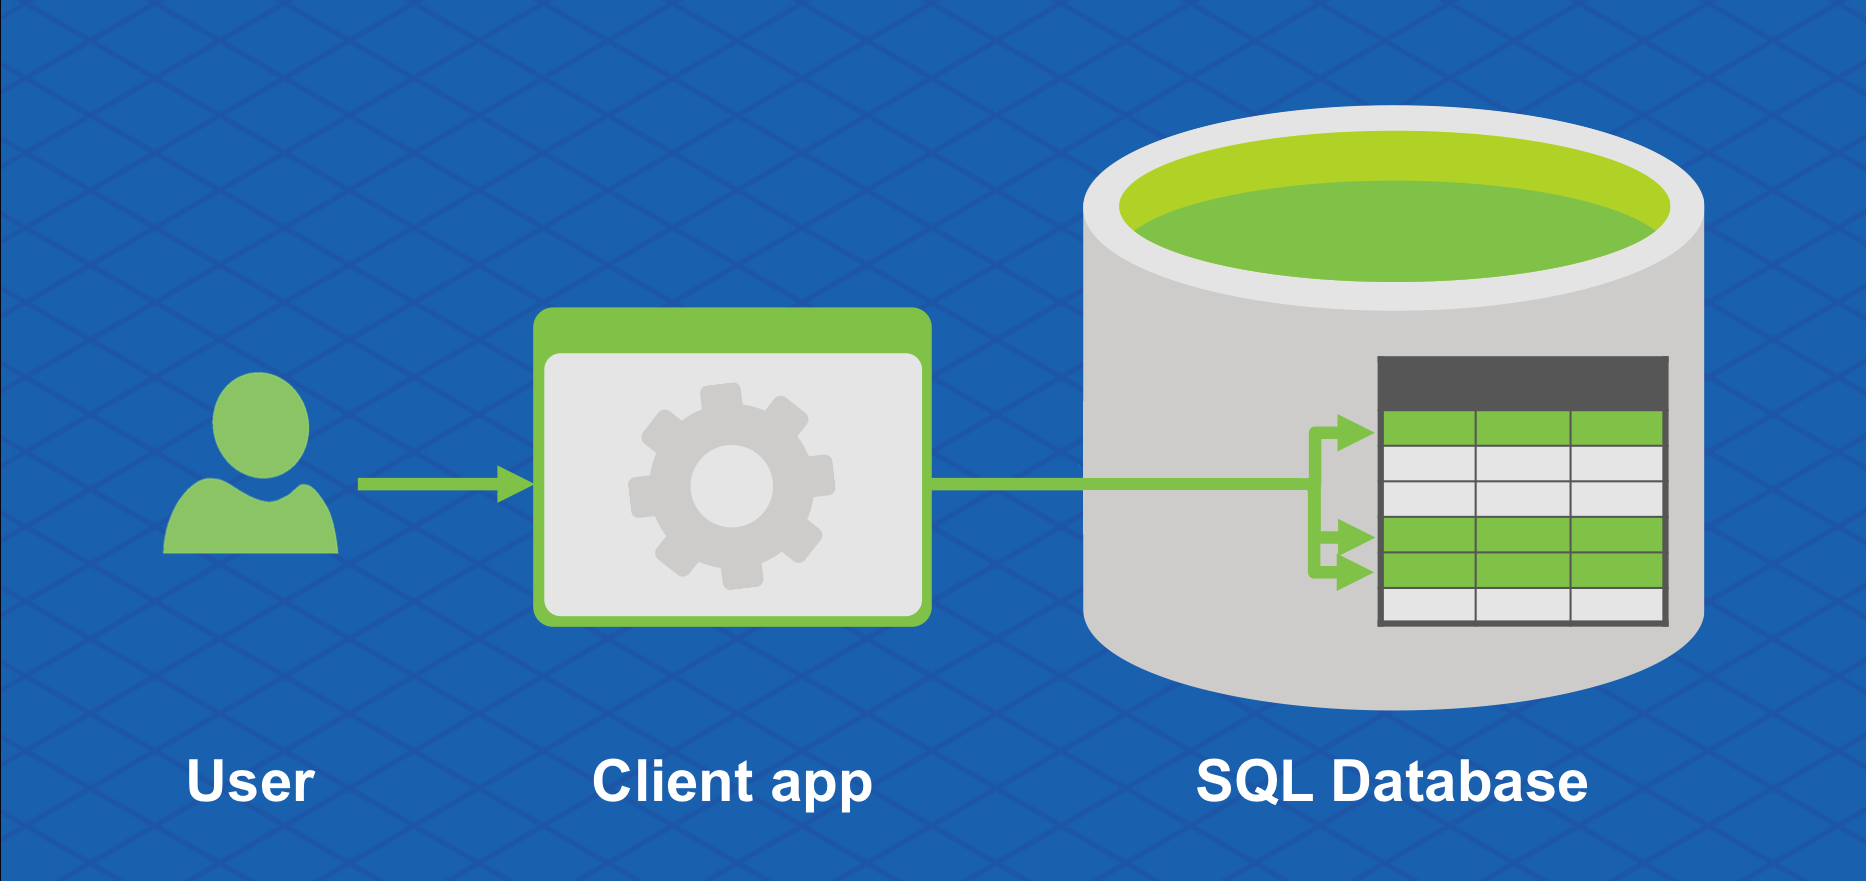 User
Client app
SQL Database